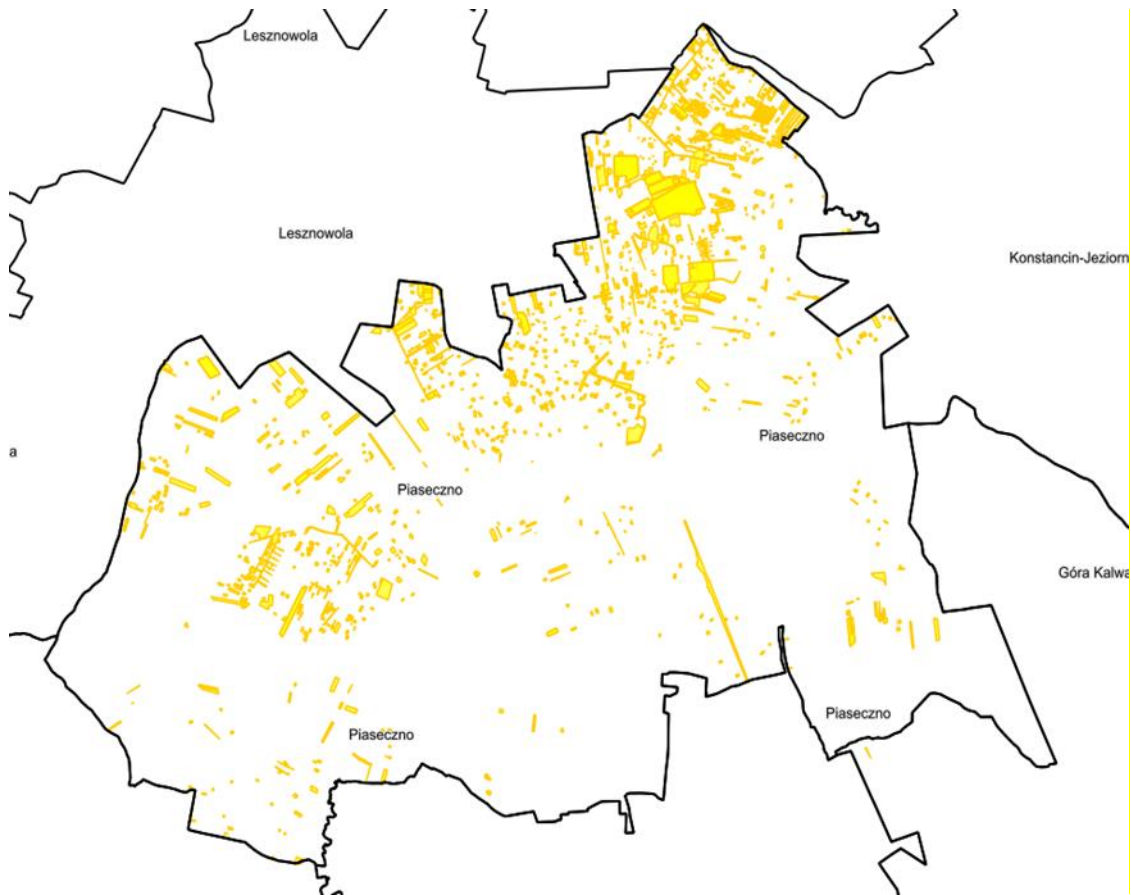 Lesznowola
Lesznowola
Konstancin-Jeziorn
Piaseczno
a
Piaseczno
Góra Kalwa
Piaseczno
Piaseczno